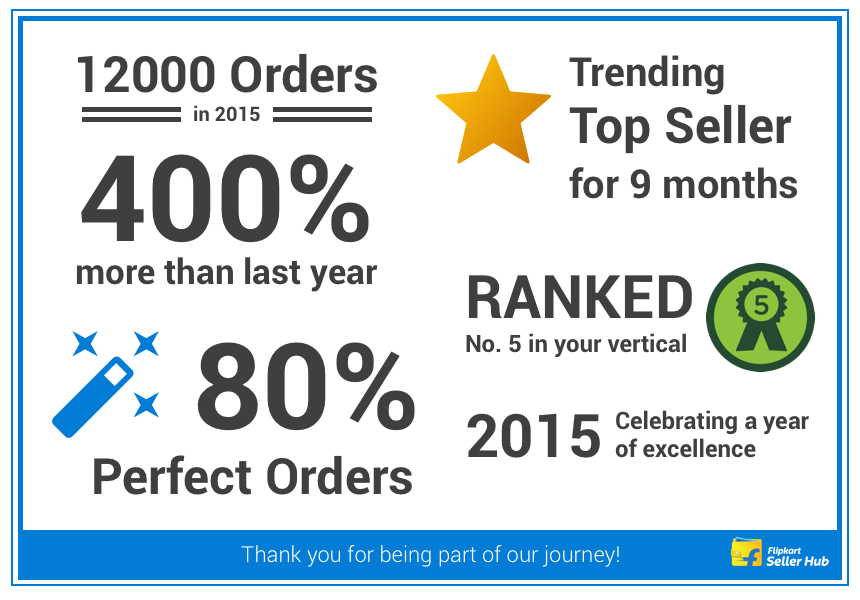 12000 Orders
in 2015
400%
more than last year
80%
Perfect Orders
Trending
Top Seller
for 9 months
RANKED
No. 5 in your vertical
5
2015
Celebrating a year
of excellence
Thank you for being part of our journey!
Flipkart
Seller Hub